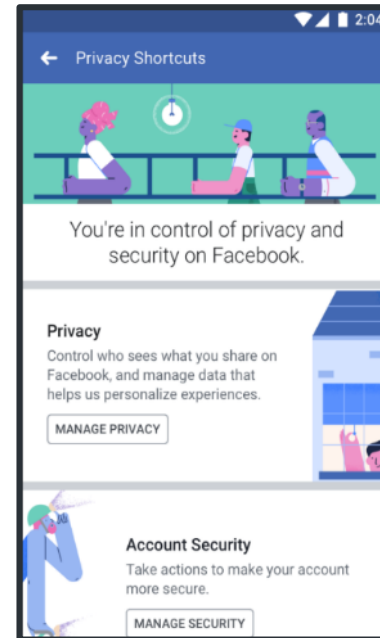 2:04
Privacy Shortcuts
You're in control of privacy and
security on Facebook.
Privacy
Control who sees what you share on
Facebook, and manage data that
helps us personalize experiences.
MANAGE PRIVACY
Account Security
Take actions to make your account
more secure.
MANAGE SECURITY